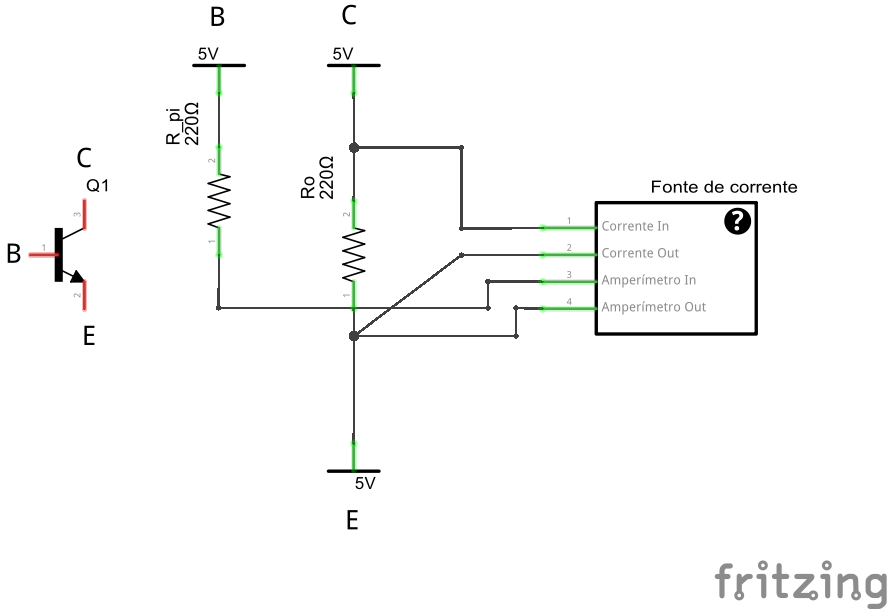 B
C
5V
5V
R_pi
220Ω
2
1
Ro
220Ω
2
1
C
Q1
3
B
1
2
E
Fonte de corrente
?
1
Corrente In
2
Corrente Out
3
Amperímetro In
4
Amperímetro Out
5V
E
fritzing